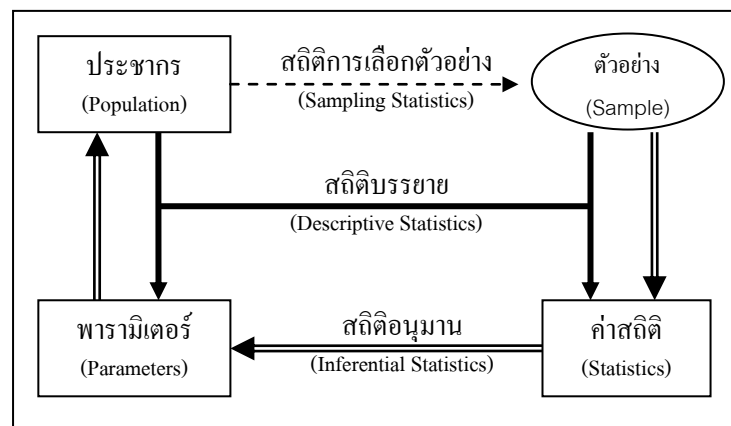 ประชากร
(Population)
สถิติการเลือกตัวอย่าง
(Sampling Statistics)
ตัวอย่าง
(Sample)
สถิติบรรยาย
(Descriptive Statistics)
พารามิเตอร์
(Parameters)
สถิติอนุมาน
(Inferential Statistics)
ค่าสถิติ
(Statistics)